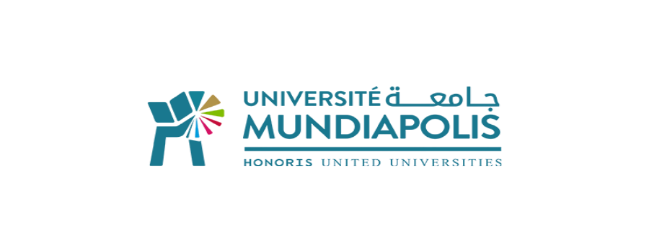 UNIVERSITÉ جامعة
MUNDIAPOLIS
HONORIS UNITED UNIVERSITIES